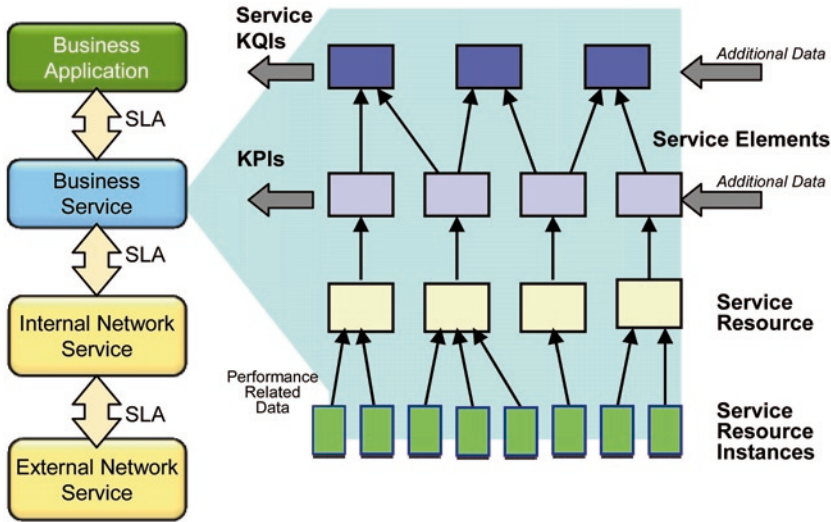 Business
Application
SLA
Business
Service
SLA
Internal Network
Service
SLA
External Network
Service
Service
KQIs
Additional Data
Service Elements
KPIs
Additional Data
Service
Resource
Performance
Related
Data
Service
Resource
Instances